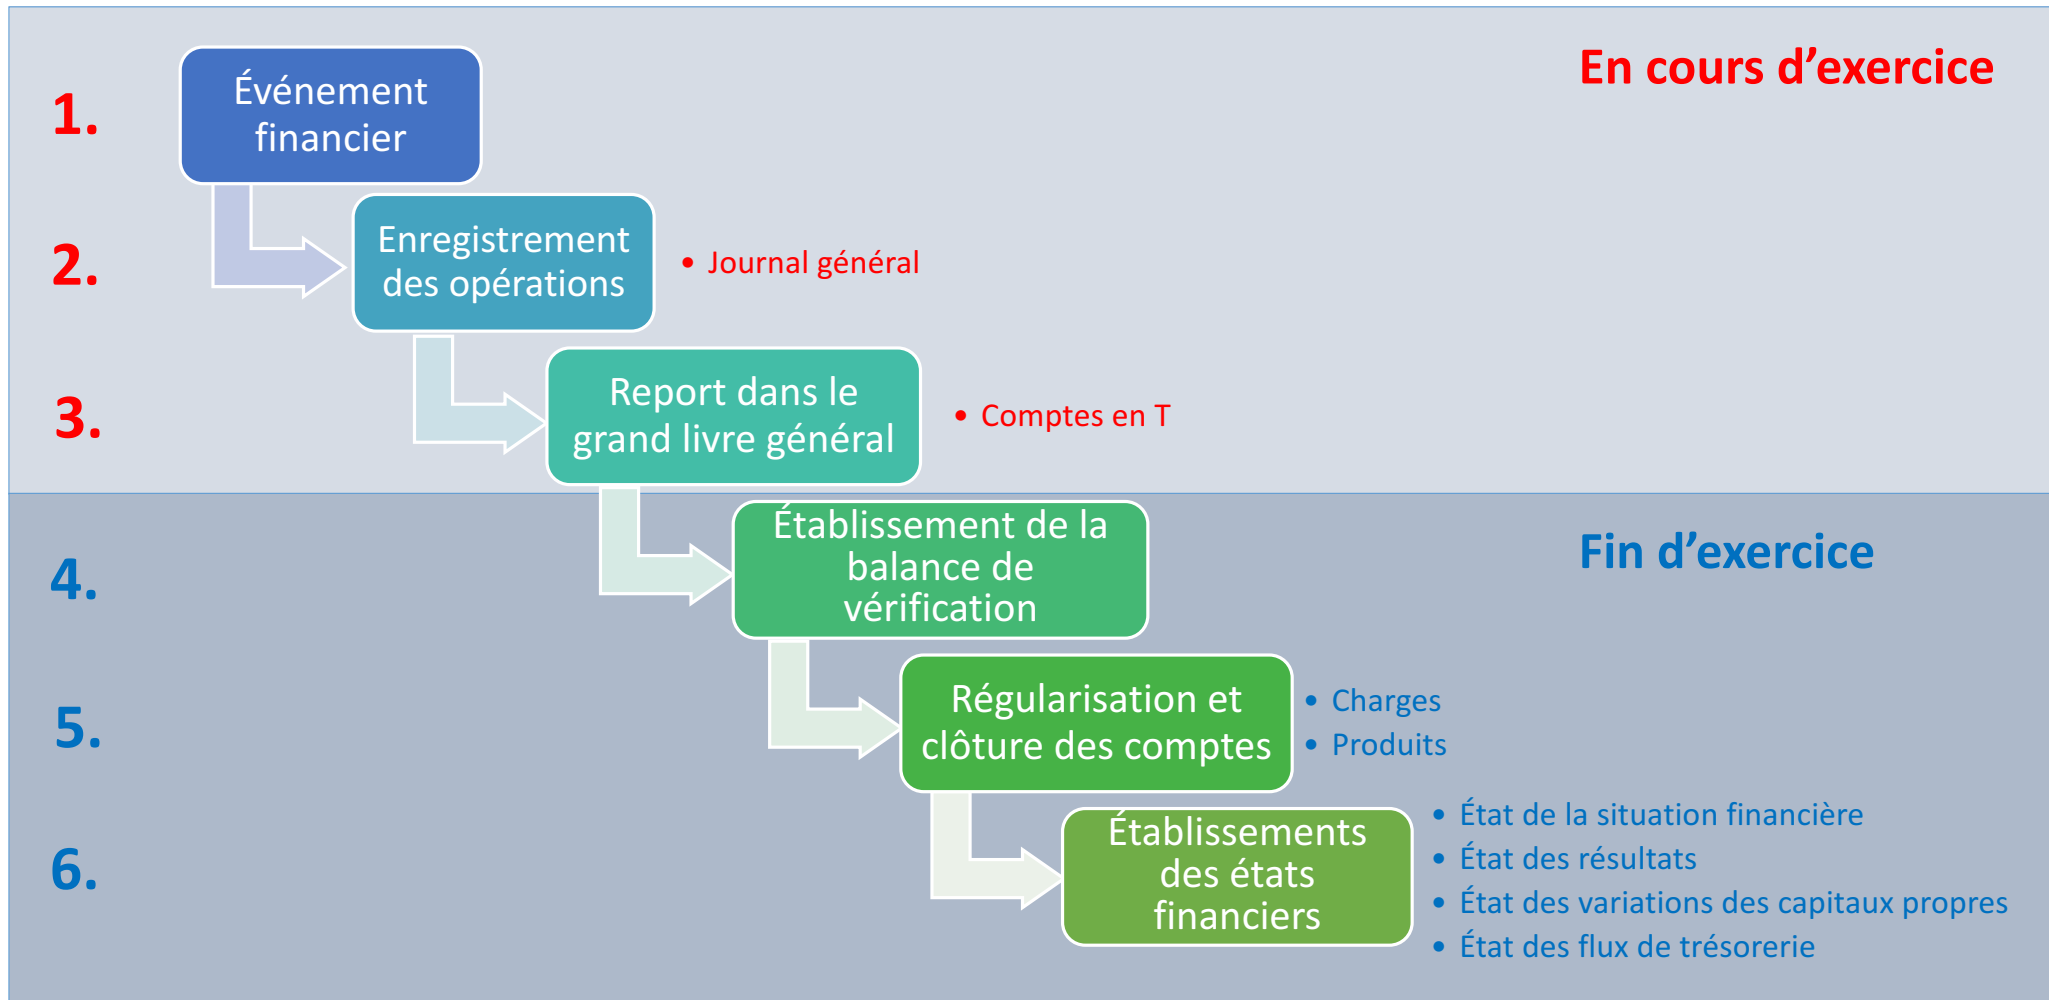 En cours d’exercice
1.
Événement
financier
2.
Enregistrement
des opérations
• Journal général
3.
Report dans le
grand livre général
• Comptes en T
Fin d’exercice
4.
Établissement de la
balance de
vérification
5.
Régularisation et
clôture des comptes
• Charges
• Produits
6.
Établissements
des états
financiers
• État de la situation financière
• État des résultats
• État des variations des capitaux propres
• État des flux de trésorerie